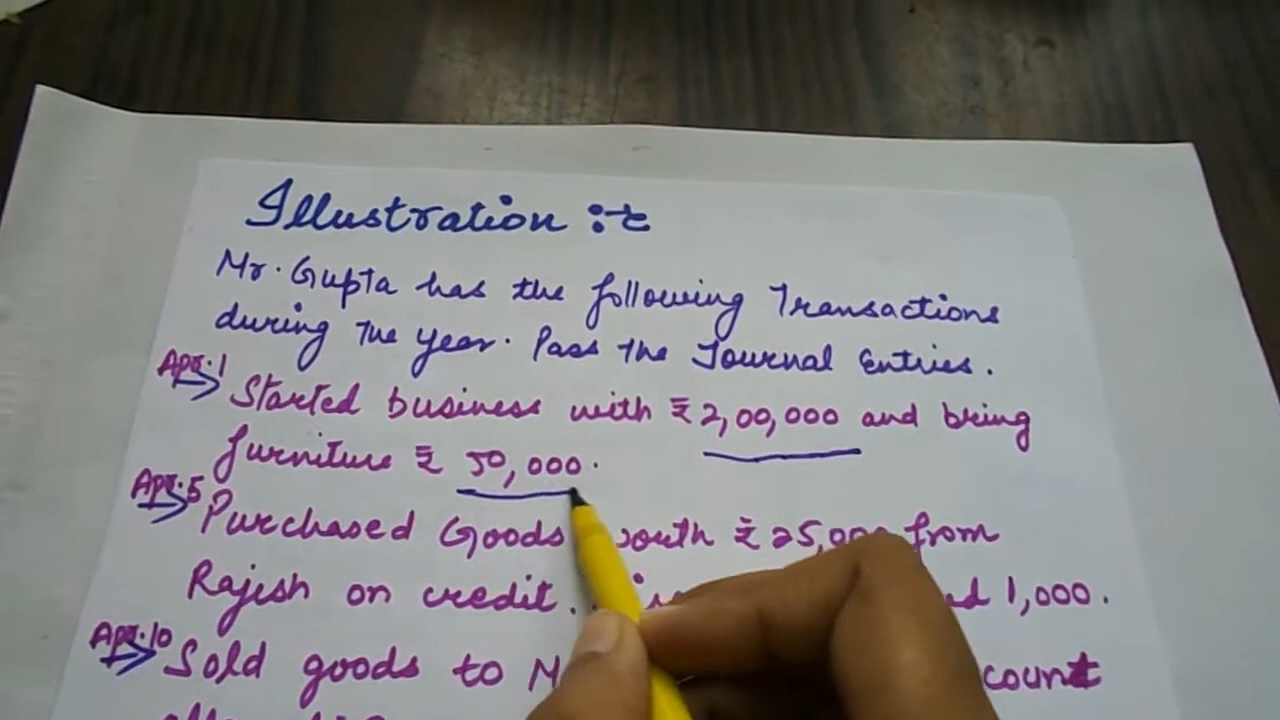 Illustration :-
Mr. Gupta has the following Transactions
during the year. Pass the Journal Entries.
Apr.1
Started business with ₹ 2,00,000 and bring
furniture ₹ 50,000.
Apr.5
Purchased Goods worth ₹ 25,000 from
Rajesh on credit. 1,000.
Apr.10
Sold goods to